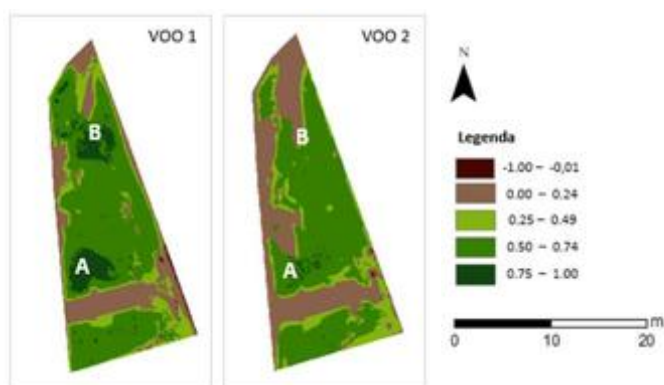 VOO 1
B
A
VOO 2
B
A
N
Legenda
-1.00 – -0,01
0.00 – 0.24
0.25 – 0.49
0.50 – 0.74
0.75 – 1.00
m
0 10 20